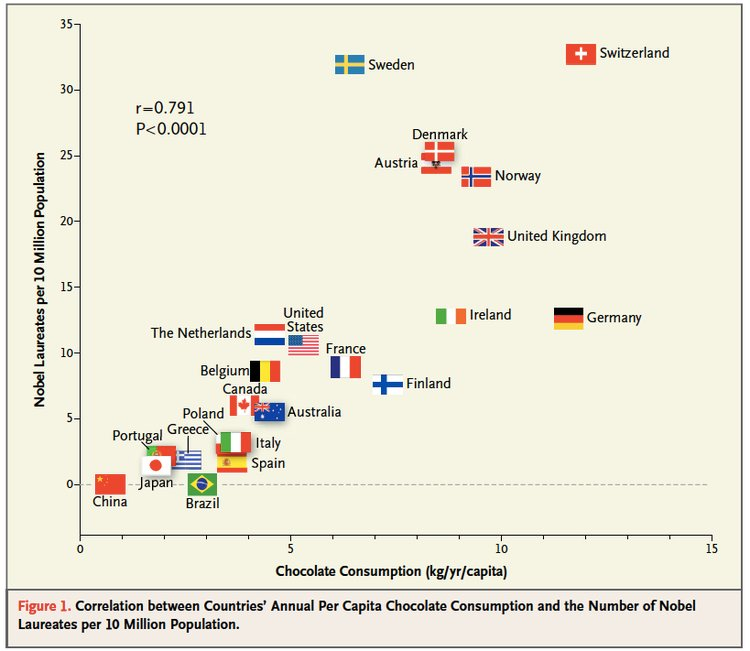 35
30
25
20
15
10
5
0
Nobel Laureates per 10 Million Population
r=0.791
P<0.0001
Sweden
Switzerland
Denmark
Austria
Norway
United Kingdom
Ireland
Germany
The Netherlands
United
States
France
Belgium
Finland
Canada
Australia
Poland
Portugal
Greece
Italy
Spain
Japan
China
Brazil
0
5
10
15
Chocolate Consumption (kg/yr/capita)
Figure 1. Correlation between Countries’ Annual Per Capita Chocolate Consumption and the Number of Nobel
Laureates per 10 Million Population.